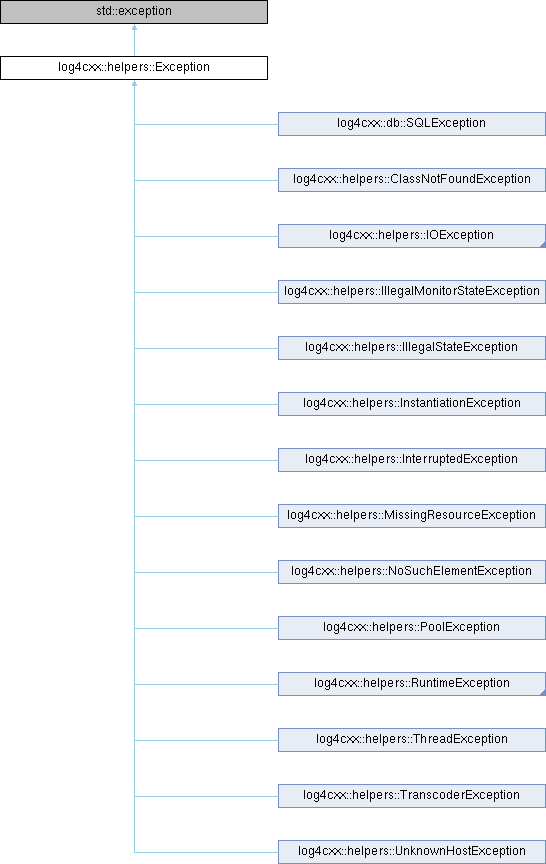 std::exception
log4cxx::helpers::Exception
log4cxx::db::SQLException
log4cxx::helpers::ClassNotFoundException
log4cxx::helpers::IOException
log4cxx::helpers::IllegalMonitorStateException
log4cxx::helpers::IllegalStateException
log4cxx::helpers::InstantiationException
log4cxx::helpers::InterruptedException
log4cxx::helpers::MissingResourceException
log4cxx::helpers::NoSuchElementException
log4cxx::helpers::PoolException
log4cxx::helpers::RuntimeException
log4cxx::helpers::ThreadException
log4cxx::helpers::TranscoderException
log4cxx::helpers::UnknownHostException